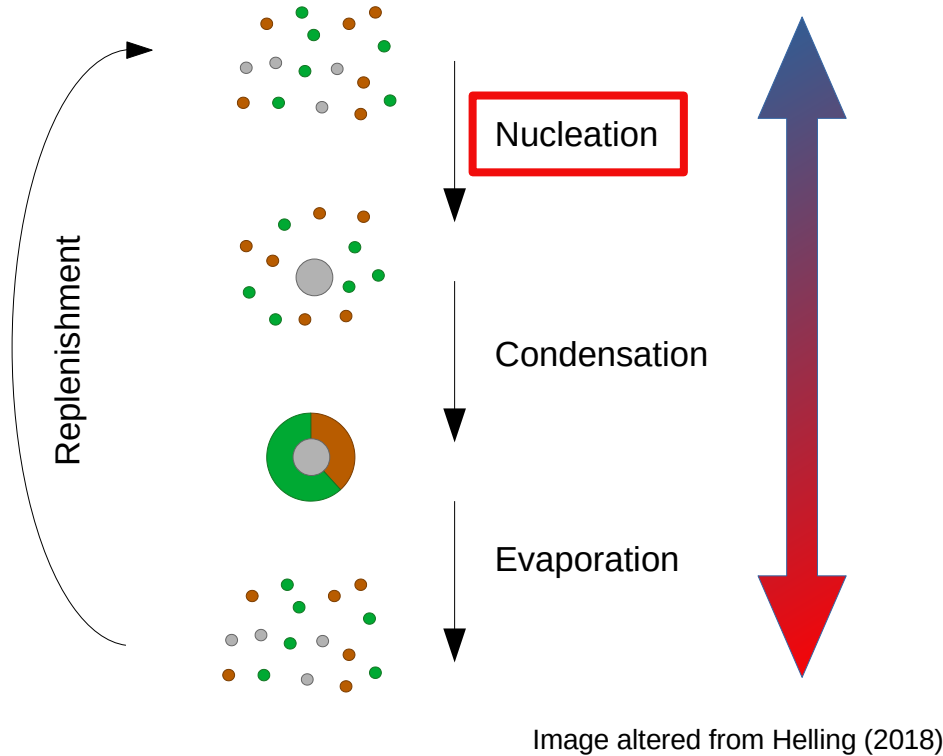 Nucleation
Replenishment
Condensation
Evaporation
Image altered from Helling (2018)